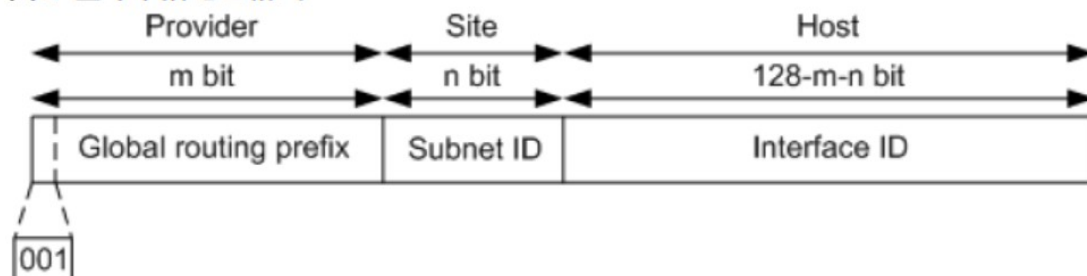 Provider Site Host
m bit n bit 128-m-n bit
Global routing prefix Subnet ID Interface ID
001